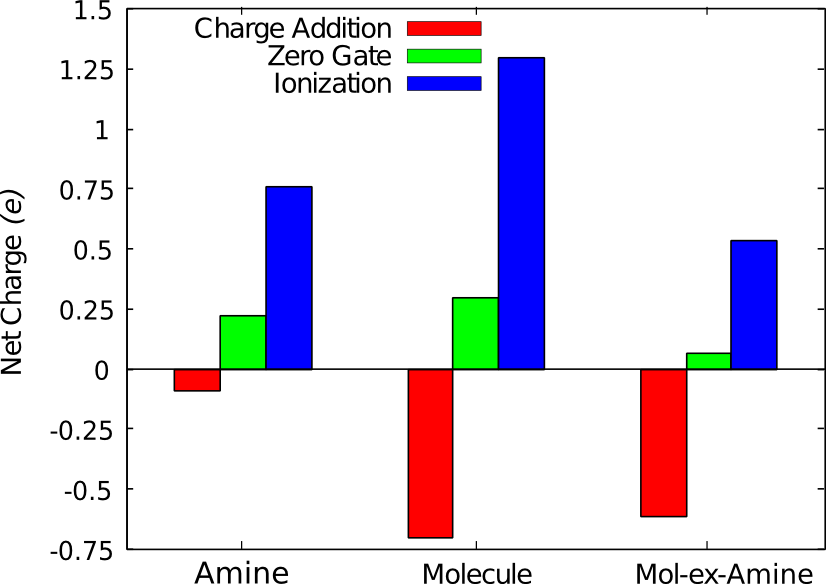 Charge Addition
Zero Gate
Ionization
Net Charge (e)
1.5
1.25
1
0.75
0.5
0.25
0
-0.25
-0.5
-0.75
Amine
Molecule
Mol-ex-Amine